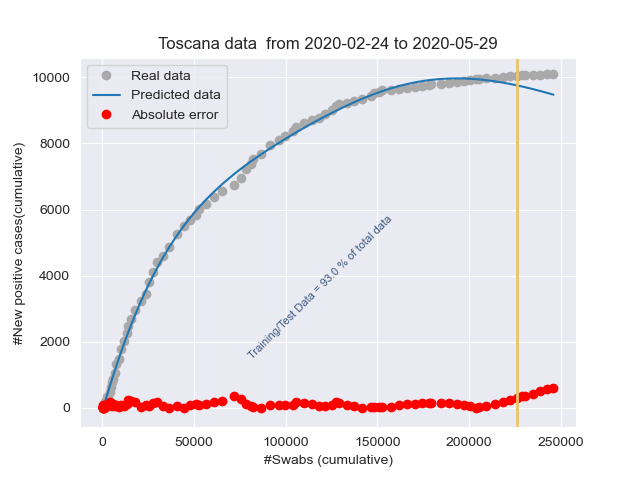 Toscana data from 2020-02-24 to 2020-05-29
Real data
Predicted data
Absolute error
10000
8000
6000
4000
2000
0
#New positive cases(cumulative)
Training/Test Data = 93.0 % of total data
0
50000
100000
150000
200000
250000
#Swabs (cumulative)